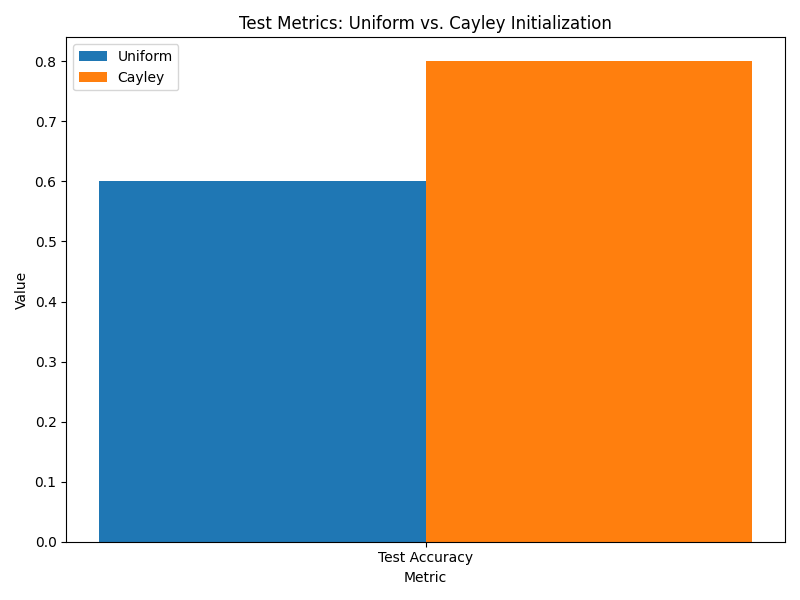 Test Metrics: Uniform vs. Cayley Initialization
Uniform
Cayley
0.8
0.7
0.6
0.5
0.4
0.3
0.2
0.1
0.0
Value
Test Accuracy
Metric